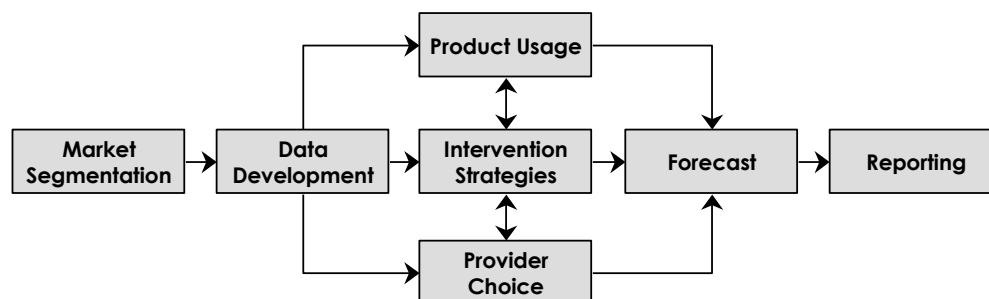 Product Usage
Market
Segmentation
Data
Development
Intervention
Strategies
Forecast
Reporting
Provider
Choice